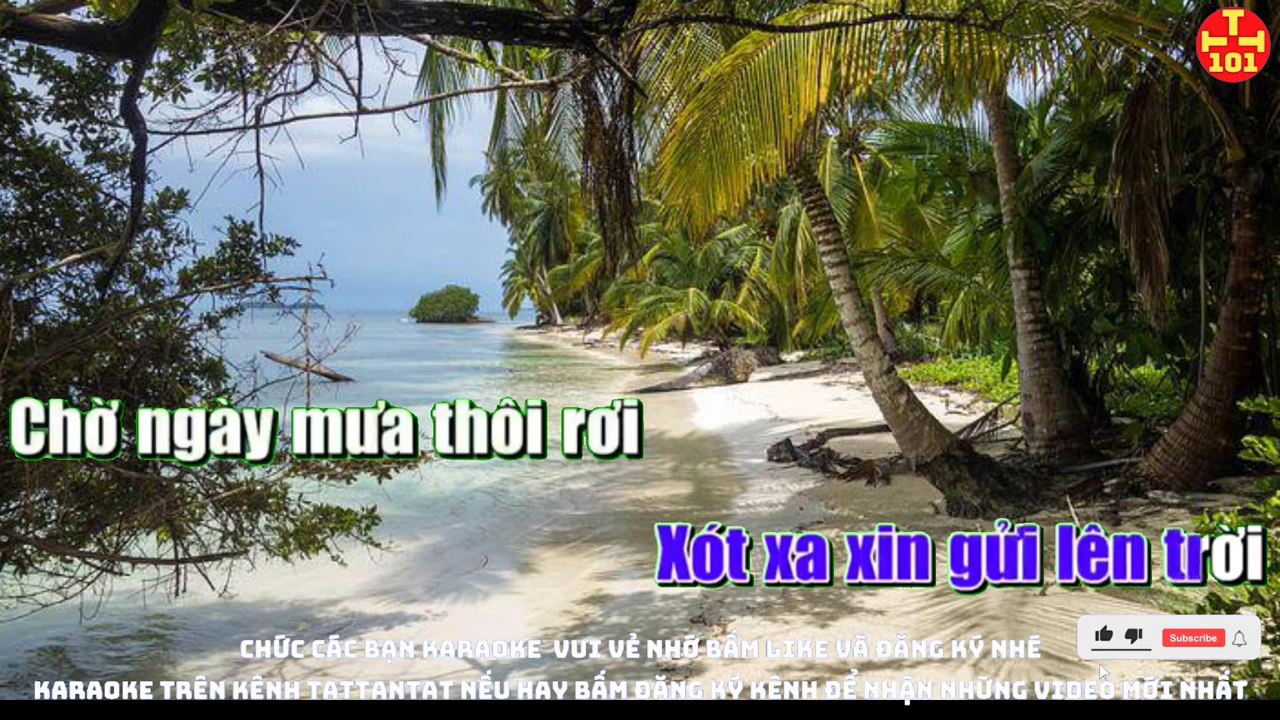 T
TH
101
Chờ ngày mưa thôi rơi
Xót xa xin gửi lên trời
Subscribe
CHÚC CÁC BẠN KARAOKE VUI VẺ NHỚ BẤM LIKE VÀ ĐĂNG KÝ NHÉ
KARAOKE TRÊN KÊNH TATTANTAT NẾU HAY BẤM ĐĂNG KÝ KÊNH ĐỂ NHẬN NHỮNG VIDEO MỚI NHẤT